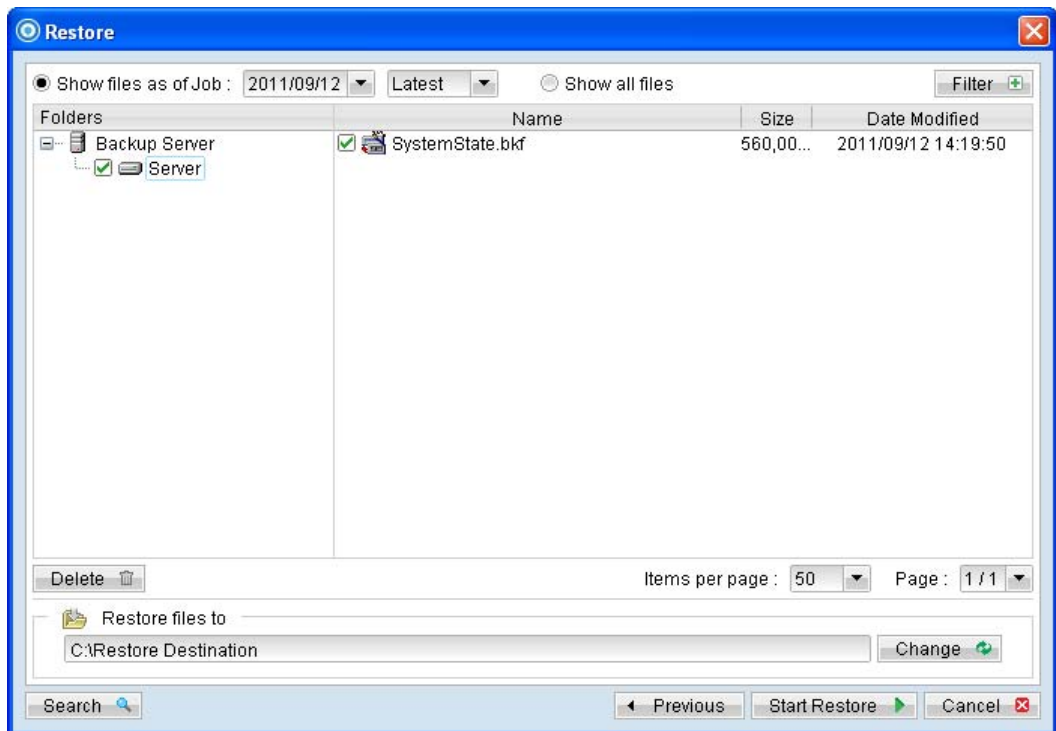 Restore
Show files as of Job : 2011/09/12 Latest Show all files Filter
Folders Name Size Date Modified
Backup Server SystemState.bkf 560,00... 2011/09/12 14:19:50
Server
Delete Items per page : 50 Page : 1 / 1
Restore files to
C:\Restore Destination Change
Search Previous Start Restore Cancel